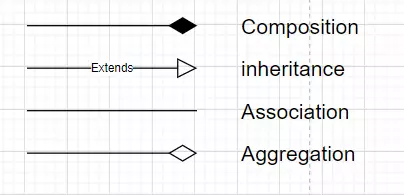 Composition
Extends inheritance
Association
Aggregation